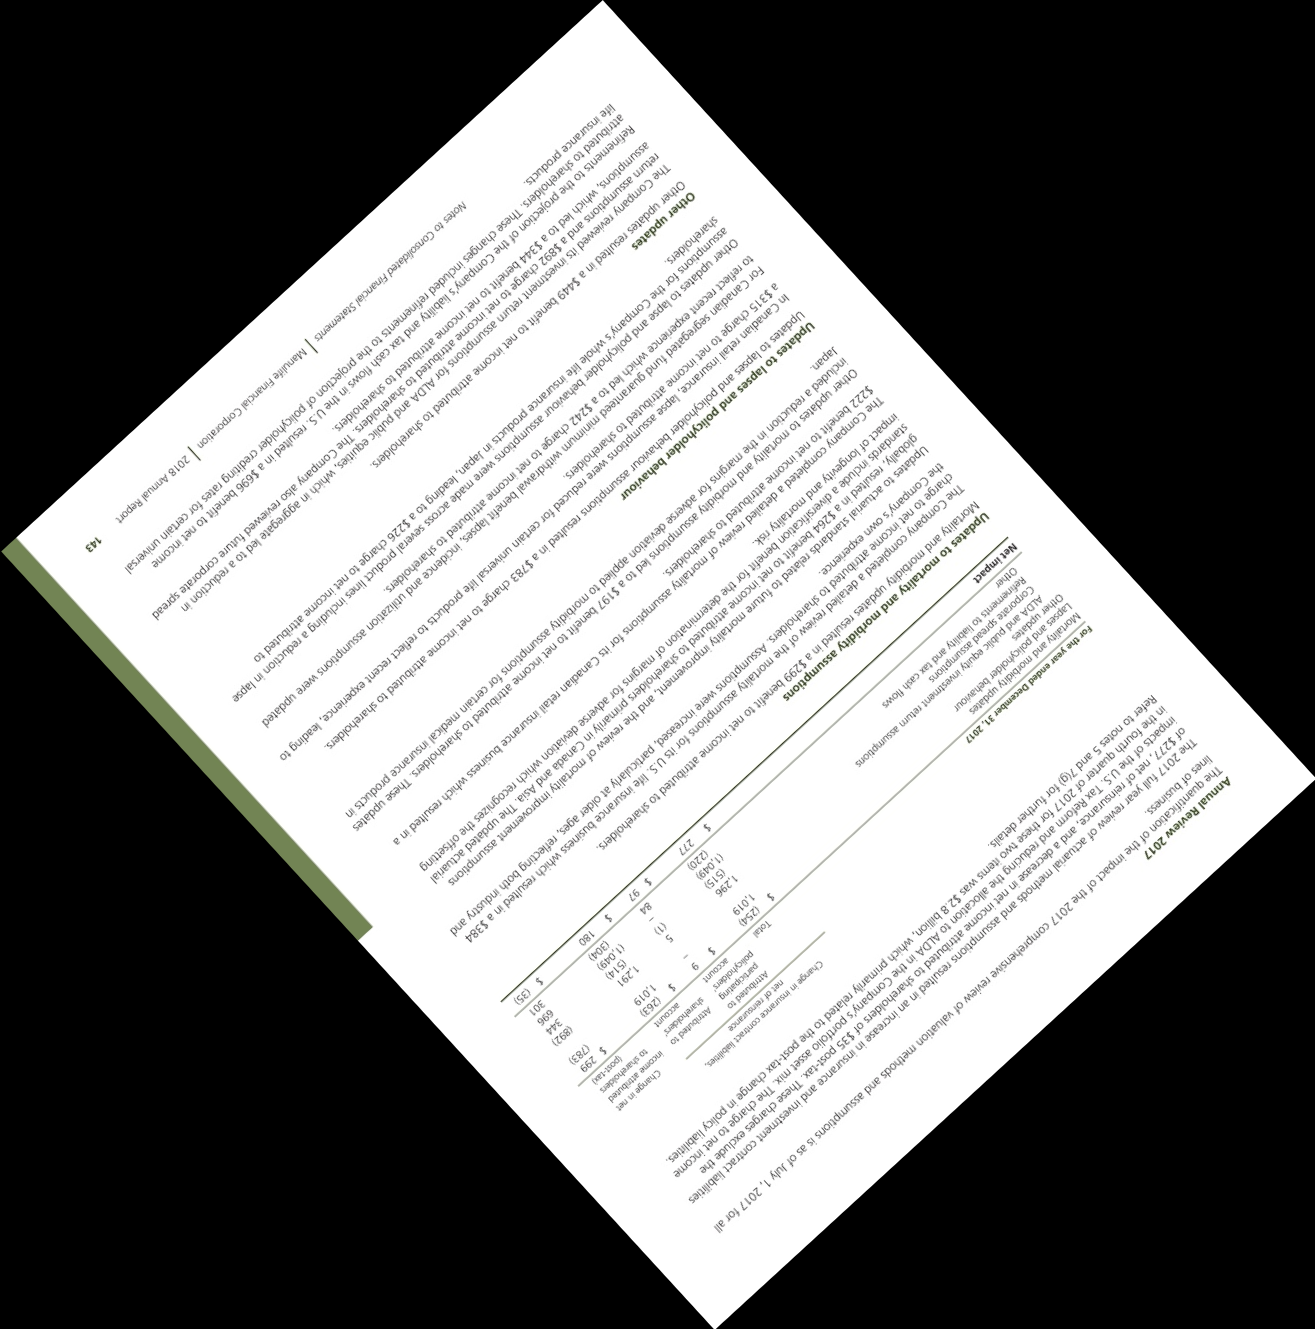 Annual Review 2017
The quantification of the impact of the 2017 comprehensive review of valuation methods and assumptions is as of July 1, 2017 for all
lines of business.
The 2017 full year review of actuarial methods and assumptions resulted in an increase in insurance and investment contract liabilities
of $277, net of reinsurance, and a decrease in net income attributed to shareholders of $35 post-tax. These charges exclude the
impacts of the U.S. Tax Reform and reducing the allocation to ALDA in the Company's portfolio asset mix. The charge to net income
in the fourth quarter of 2017 for these two items was $2.8 billion, which primarily related to the post-tax change in policy liabilities.
Refer to notes 5 and 7(g) for further details.
Change in insurance contract liabilities,
net of reinsurance
For the year ended December 31, 2017 Total Attributed to participating policyholders' account Attributed to shareholders' account Change in net income attributed to shareholders (post-tax)
Mortality and morbidity updates $ (254) $ 9 $ (263) $ 299
Lapses and policyholder behaviour 1,019 – 1,019 (783)
Other updates
ALDA and public equity investment return assumptions 1,296 5 1,291 (892)
Corporate spread assumptions (515) (1) (514) 344
Refinements to liability and tax cash flows (1,049) – (1,049) 696
Other (220) 84 (304) 301
Net impact $ 277 $ 97 $ 180 $ (35)
Updates to mortality and morbidity assumptions
Mortality and morbidity updates resulted in a $299 benefit to net income attributed to shareholders.
The Company completed a detailed review of the mortality assumptions for its U.S. life insurance business which resulted in a $384
charge to net income attributed to shareholders. Assumptions were increased, particularly at older ages, reflecting both industry and
the Company's own experience.
Updates to actuarial standards related to future mortality improvement, and the review of mortality improvement assumptions
globally, resulted in a $264 benefit to net income attributed to shareholders primarily in Canada and Asia. The updated actuarial
standards include a diversification benefit for the determination of margins for adverse deviation which recognizes the offsetting
impact of longevity and mortality risk.
The Company completed a detailed review of mortality assumptions for its Canadian retail insurance business which resulted in a
$222 benefit to net income attributed to shareholders.
Other updates to mortality and morbidity assumptions led to a $197 benefit to net income attributed to shareholders. These updates
included a reduction in the margins for adverse deviation applied to morbidity assumptions for certain medical insurance products in
Japan.
Updates to lapses and policyholder behaviour
Updates to lapses and policyholder behaviour assumptions resulted in a $783 charge to net income attributed to shareholders.
In Canadian retail insurance, lapse assumptions were reduced for certain universal life products to reflect recent experience, leading to
a $315 charge to net income attributed to shareholders.
For Canadian segregated fund guaranteed minimum withdrawal benefit lapses, incidence and utilization assumptions were updated
to reflect recent experience which led to a $242 charge to net income attributed to shareholders.
Other updates to lapse and policyholder behaviour assumptions were made across several product lines including a reduction in lapse
assumptions for the Company's whole life insurance products in Japan, leading to a $226 charge to net income attributed to
shareholders.
Other updates
Other updates resulted in a $449 benefit to net income attributed to shareholders.
The Company reviewed its investment return assumptions for ALDA and public equities, which in aggregate led to a reduction in
return assumptions and a $892 charge to net income attributed to shareholders. The Company also reviewed future corporate spread
assumptions, which led to a $344 benefit to net income attributed to shareholders.
Refinements to the projection of the Company's liability and tax cash flows in the U.S. resulted in a $696 benefit to net income
attributed to shareholders. These changes included refinements to the projection of policyholder crediting rates for certain universal
life insurance products.
Notes to Consolidated Financial Statements | Manulife Financial Corporation | 2018 Annual Report 143